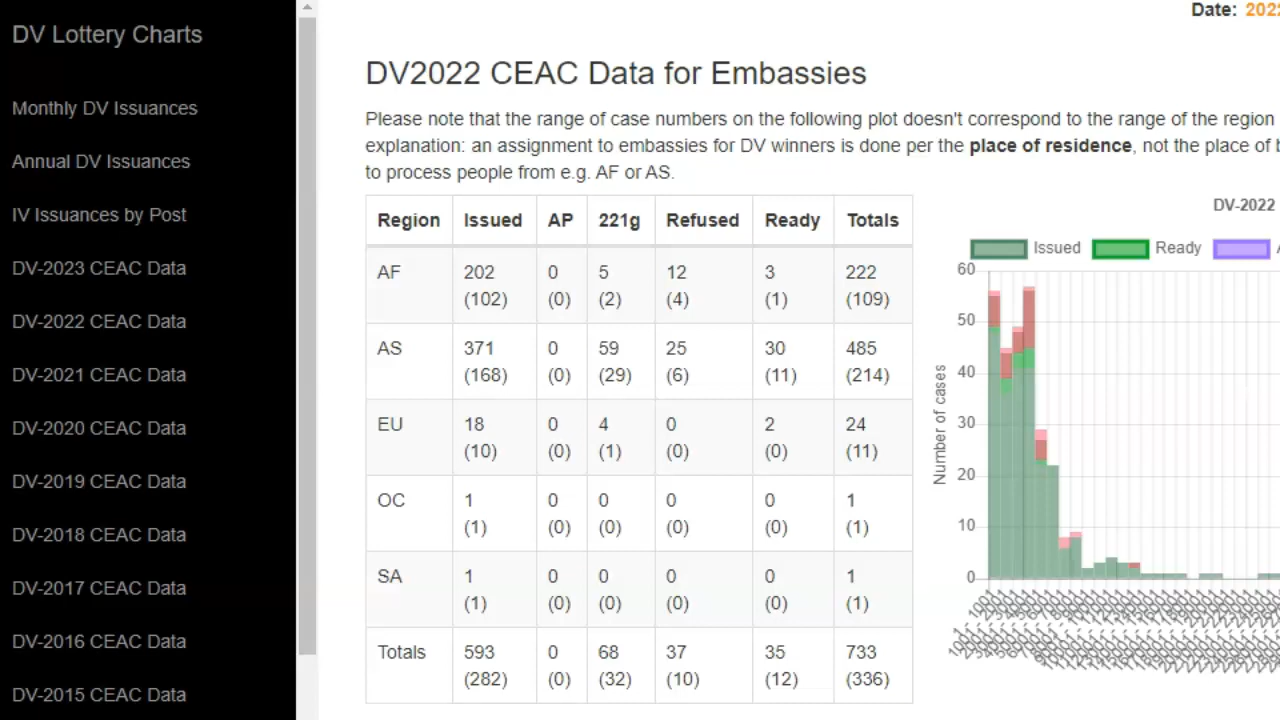 DV Lottery Charts
Monthly DV Issuances
Annual DV Issuances
IV Issuances by Post
DV-2023 CEAC Data
DV-2022 CEAC Data
DV-2021 CEAC Data
DV-2020 CEAC Data
DV-2019 CEAC Data
DV-2018 CEAC Data
DV-2017 CEAC Data
DV-2016 CEAC Data
DV-2015 CEAC Data
Date: 2022
DV2022 CEAC Data for Embassies
Please note that the range of case numbers on the following plot doesn't correspond to the range of the region
explanation: an assignment to embassies for DV winners is done per the place of residence, not the place of
to process people from e.g. AF or AS.
Region Issued AP 221g Refused Ready Totals
AF 202 0 5 12 3 222
(102) (0) (2) (4) (1) (109)
AS 371 0 59 25 30 485
(168) (0) (29) (6) (11) (214)
EU 18 0 4 0 2 24
(10) (0) (1) (0) (0) (11)
OC 1 0 0 0 0 1
(1) (0) (0) (0) (0) (1)
SA 1 0 0 0 0 1
(1) (0) (0) (0) (0) (1)
Totals 593 0 68 37 35 733
(282) (0) (32) (10) (12) (336)
DV-2022
Issued Ready
Number of cases
60
50
40
30
20
10
0